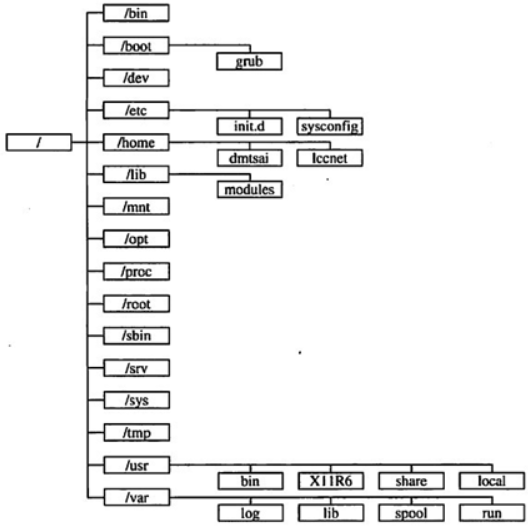 /bin
/boot
grub
/dev
/etc
init.d sysconfig
/ /home
dmtsai lccnet
/lib
modules
/mnt
/opt
/proc
/root
/sbin
/srv
/sys
/tmp
/usr
bin X11R6 share local
/var
log lib spool run